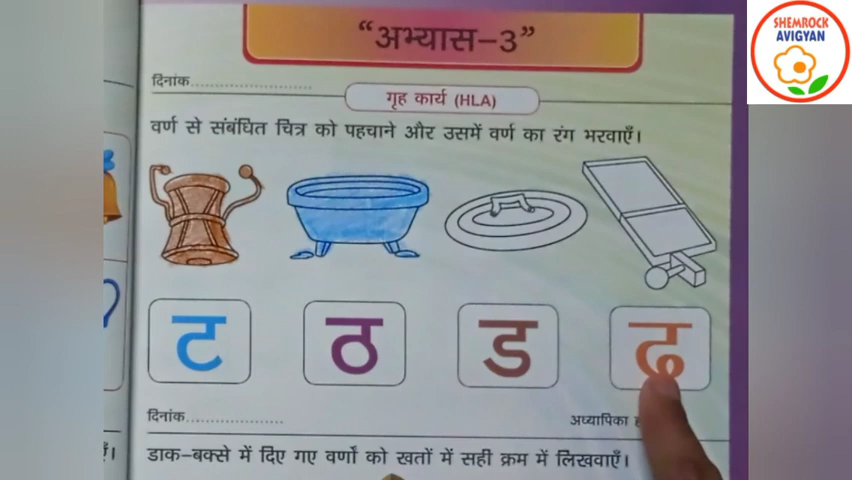 SHEMROCK
AVIGYAN
“अभ्यास–3”
दिनांक
गृह कार्य (HLA)
वर्ण से संबंधित चित्र को पहचाने और उसमें वर्ण का रंग भरवाएँ।
ट ठ ड ढ
दिनांक
अध्यापिका
डाक–बक्से में दिए गए वर्णों को खतों में सही क्रम में लिखवाएँ।